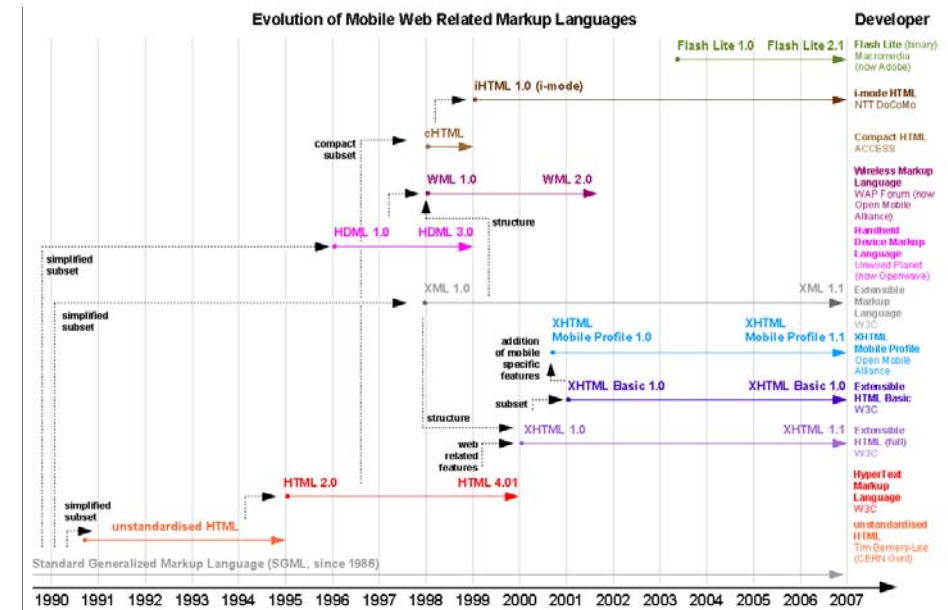 Evolution of Mobile Web Related Markup Languages
Developer
Flash Lite 1.0
Flash Lite 2.1
Flash Lite (binary)
Macromedia
(now Adobe)
iHTML 1.0 (i-mode)
i-mode HTML
NTT DoCoMo
cHTML
compact
subset
Compact HTML
ACCESS
WML 1.0
WML 2.0
Wireless Markup
Language
WAP Forum (now
Open Mobile
Alliance)
structure
HDML 1.0
HDML 3.0
Handheld
Device Markup
Language
Unwired Planet
(now Openwave)
simplified
subset
XML 1.0
XML 1.1
Extensible
Markup
Language
W3C
simplified
subset
XHTML
Mobile Profile 1.0
XHTML
Mobile Profile 1.1
XHTML
Mobile Profile
Open Mobile
Alliance
addition
of mobile
specific
features
XHTML Basic 1.0
XHTML Basic 1.0
Extensible
HTML Basic
W3C
subset
structure
XHTML 1.0
XHTML 1.1
Extensible
HTML (full)
W3C
web
related
features
HTML 2.0
HTML 4.01
HyperText
Markup
Language
W3C
simplified
subset
unstandardised HTML
unstandardised
HTML
Tim Berners-Lee
(CERN Genf)
Standard Generalized Markup Language (SGML, since 1986)
1990 1991 1992 1993 1994 1995 1996 1997 1998 1999 2000 2001 2002 2003 2004 2005 2006 2007